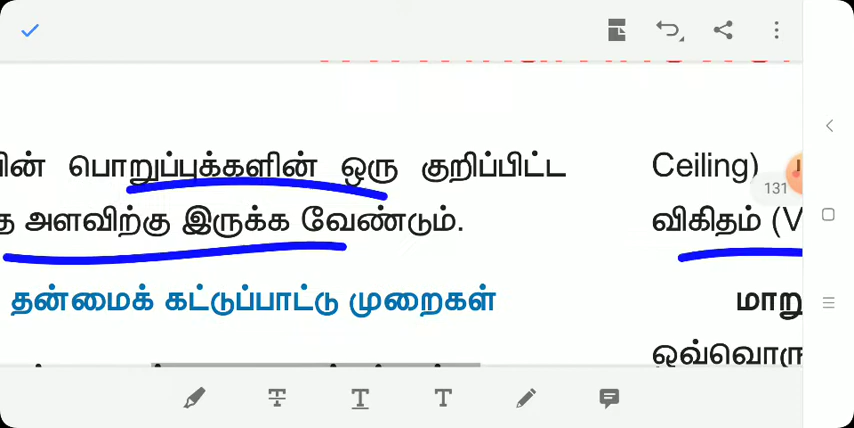 ின் பொறுப்புக்களின் ஒரு குறிப்பிட்ட
த அளவிற்கு இருக்க வேண்டும்.
தன்மைக் கட்டுப்பாட்டு முறைகள்
Ceiling)
131
விகிதம் (V
மாறு
ஒவ்வொரு